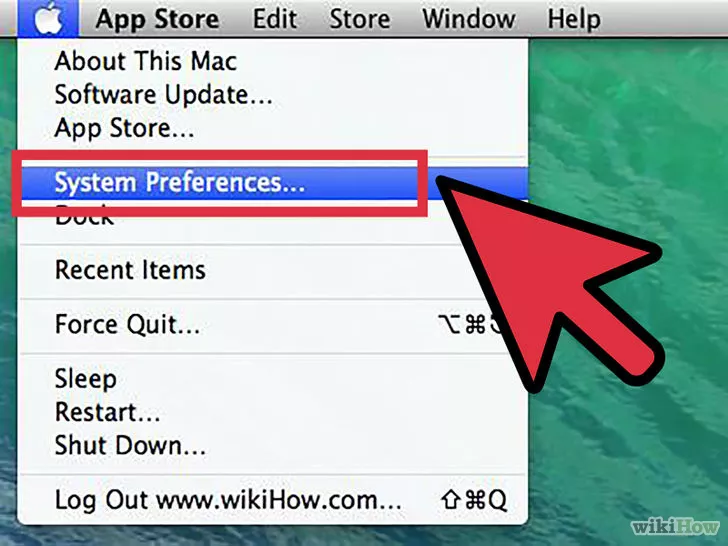 App Store Edit Store Window Help
About This Mac
Software Update...
App Store...
System Preferences...
Dock
Recent Items
Force Quit... ⌥⌘
Sleep
Restart...
Shut Down...
Log Out www.wikiHow.com... ⇧⌘Q
wikiHow